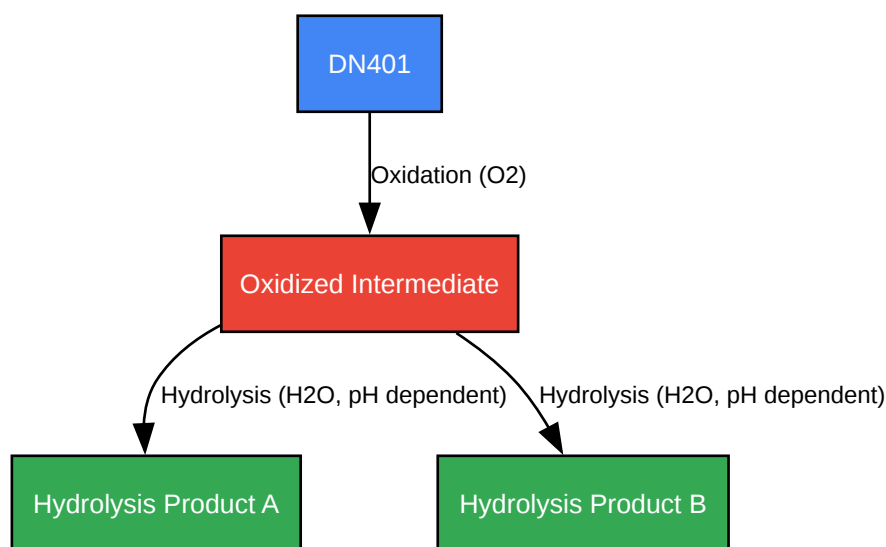 DN401
Oxidation (O2)
Oxidized Intermediate
Hydrolysis (H2O, pH dependent)
Hydrolysis (H2O, pH dependent)
Hydrolysis Product A
Hydrolysis Product B